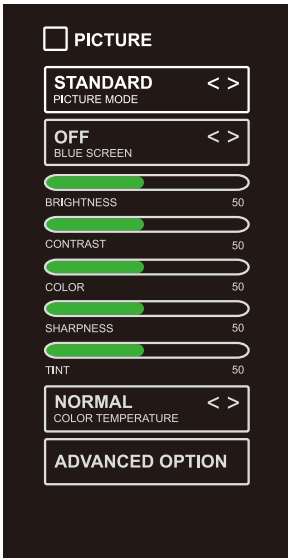 PICTURE
STANDARD < >
PICTURE MODE
OFF < >
BLUE SCREEN
BRIGHTNESS 50
CONTRAST 50
COLOR 50
SHARPNESS 50
TINT 50
NORMAL < >
COLOR TEMPERATURE
ADVANCED OPTION